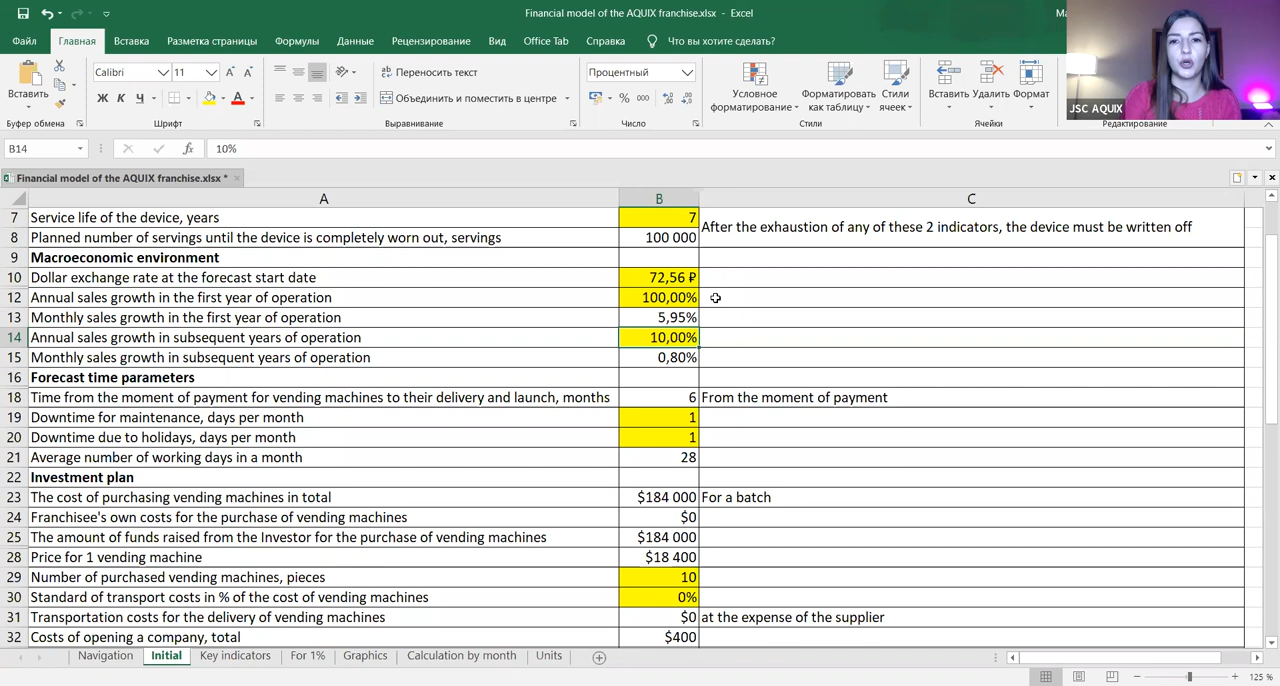 Financial model of the AQUIX franchise.xlsx - Excel
Файл Главная Вставка Разметка страницы Формулы Данные Рецензирование Вид Office Tab Справка Что вы хотите сделать?
Вставить
Calibri 11
Ж К Ч
Переносить текст
Объединить и поместить в центре
Процентный
% 000
Условное форматирование
Форматировать как таблицу
Стили ячеек
Вставить Удалить Формат
JSC AQUIX
Буфер обмена Шрифт Выравнивание Число Стили Ячейки Редактирование
B14 fx 10%
Financial model of the AQUIX franchise.xlsx *
A B C
7 Service life of the device, years 7
After the exhaustion of any of these 2 indicators, the device must be written off
8 Planned number of servings until the device is completely worn out, servings 100 000
9 Macroeconomic environment
10 Dollar exchange rate at the forecast start date 72,56 ₽
12 Annual sales growth in the first year of operation 100,00%
13 Monthly sales growth in the first year of operation 5,95%
14 Annual sales growth in subsequent years of operation 10,00%
15 Monthly sales growth in subsequent years of operation 0,80%
16 Forecast time parameters
18 Time from the moment of payment for vending machines to their delivery and launch, months 6 From the moment of payment
19 Downtime for maintenance, days per month 1
20 Downtime due to holidays, days per month 1
21 Average number of working days in a month 28
22 Investment plan
23 The cost of purchasing vending machines in total $184 000 For a batch
24 Franchisee's own costs for the purchase of vending machines $0
25 The amount of funds raised from the Investor for the purchase of vending machines $184 000
28 Price for 1 vending machine $18 400
29 Number of purchased vending machines, pieces 10
30 Standard of transport costs in % of the cost of vending machines 0%
31 Transportation costs for the delivery of vending machines $0 at the expense of the supplier
32 Costs of opening a company, total $400
Navigation Initial Key indicators For 1% Graphics Calculation by month Units
125 %